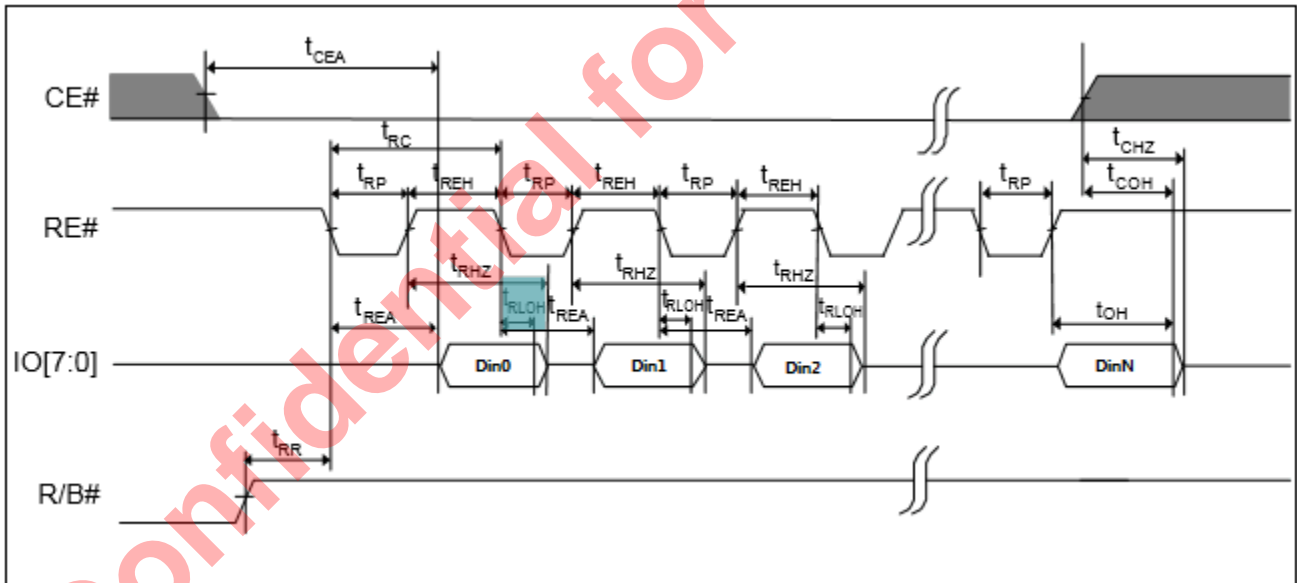 tCEA
CE#
tRC
tCHZ
tRP tREH tRP tREH tRP tREH tRP tCOH
RE#
tRHZ tRHZ tRHZ
tREA tRLOH tREA tRLOH tREA tRLOH tOH
IO[7:0] Din0 Din1 Din2 DinN
tRR
R/B#
Confidential for